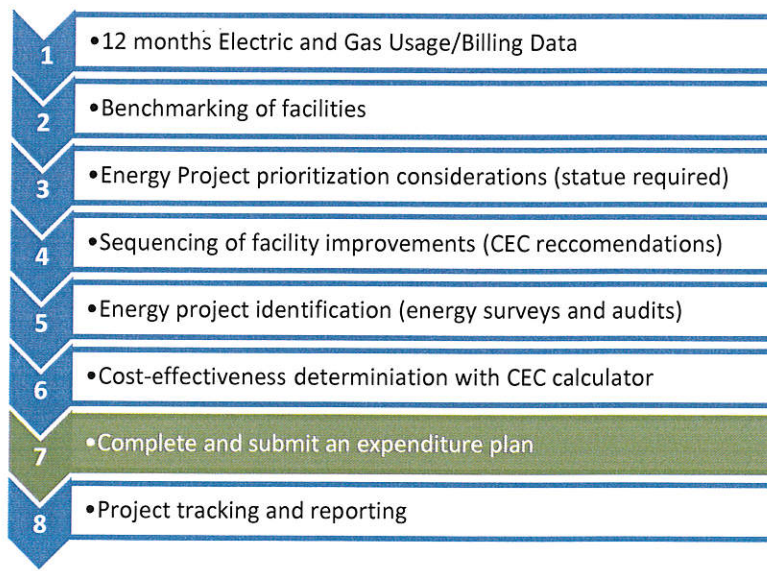 1 •12 months Electric and Gas Usage/Billing Data
2 •Benchmarking of facilities
3 •Energy Project prioritization considerations (statue required)
4 •Sequencing of facility improvements (CEC reccomendations)
5 •Energy project identification (energy surveys and audits)
6 •Cost-effectiveness determiniation with CEC calculator
7 •Complete and submit an expenditure plan
8 •Project tracking and reporting